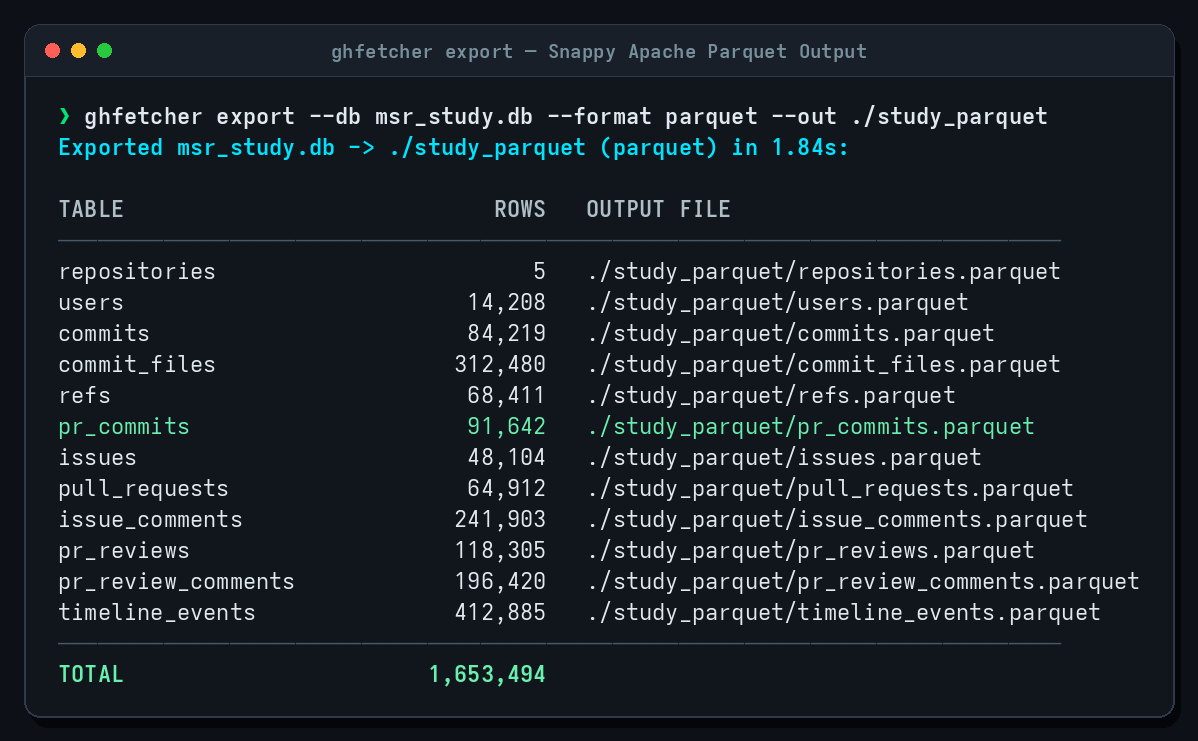 ghfetcher export — Snappy Apache Parquet Output
❯ ghfetcher export --db msr_study.db --format parquet --out ./study_parquet
Exported msr_study.db -> ./study_parquet (parquet) in 1.84s:
TABLE ROWS OUTPUT FILE
repositories 5 ./study_parquet/repositories.parquet
users 14,208 ./study_parquet/users.parquet
commits 84,219 ./study_parquet/commits.parquet
commit_files 312,480 ./study_parquet/commit_files.parquet
refs 68,411 ./study_parquet/refs.parquet
pr_commits 91,642 ./study_parquet/pr_commits.parquet
issues 48,104 ./study_parquet/issues.parquet
pull_requests 64,912 ./study_parquet/pull_requests.parquet
issue_comments 241,903 ./study_parquet/issue_comments.parquet
pr_reviews 118,305 ./study_parquet/pr_reviews.parquet
pr_review_comments 196,420 ./study_parquet/pr_review_comments.parquet
timeline_events 412,885 ./study_parquet/timeline_events.parquet
TOTAL 1,653,494